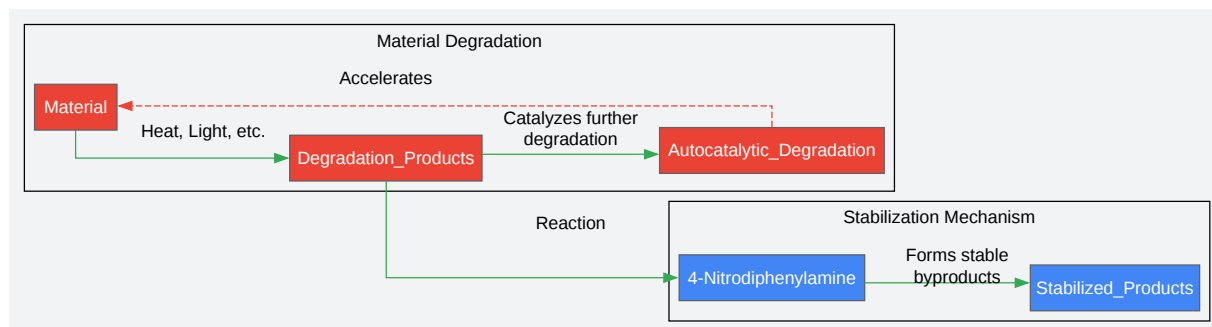 Material Degradation
Accelerates
Material
Heat, Light, etc.
Catalyzes further
degradation
Degradation_Products
Autocatalytic_Degradation
Reaction
Stabilization Mechanism
4-Nitrodiphenylamine
Forms stable
byproducts
Stabilized_Products